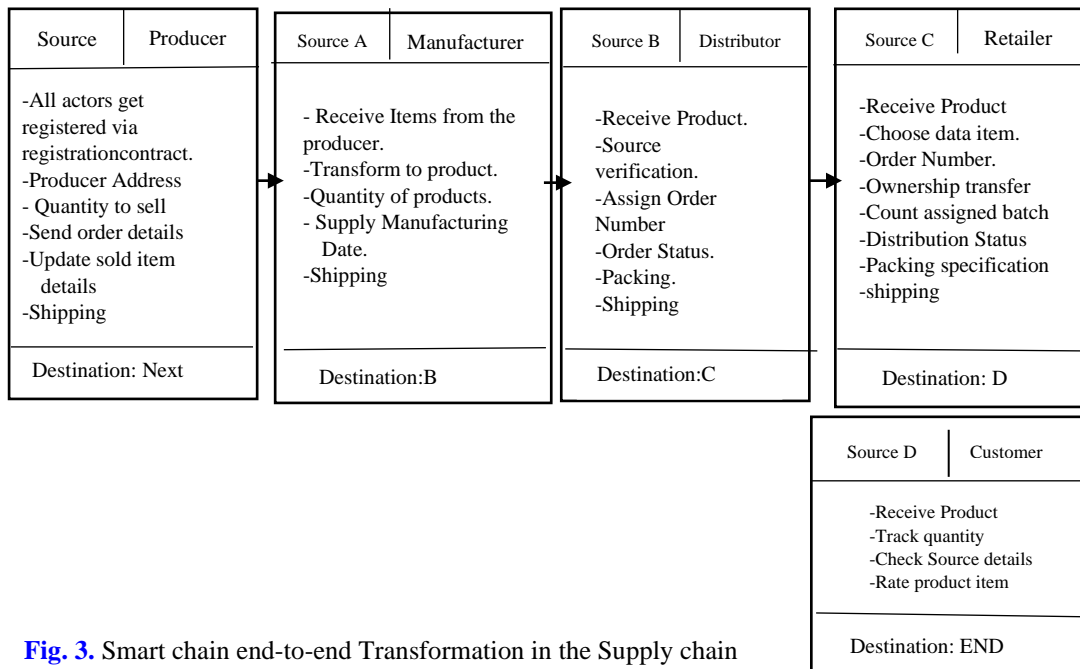 Source Producer
-All actors get
registered via
registrationcontract.
-Producer Address
- Quantity to sell
-Send order details
-Update sold item
details
-Shipping
Destination: Next
Source A Manufacturer
- Receive Items from the
producer.
-Transform to product.
-Quantity of products.
- Supply Manufacturing
Date.
-Shipping
Destination:B
Source B Distributor
-Receive Product.
-Source
verification.
-Assign Order
Number
-Order Status.
-Packing.
-Shipping
Destination:C
Source C Retailer
-Receive Product
-Choose data item.
-Order Number.
-Ownership transfer
-Count assigned batch
-Distribution Status
-Packing specification
-shipping
Destination: D
Source D Customer
-Receive Product
-Track quantity
-Check Source details
-Rate product item
Destination: END
Fig. 3. Smart chain end-to-end Transformation in the Supply chain